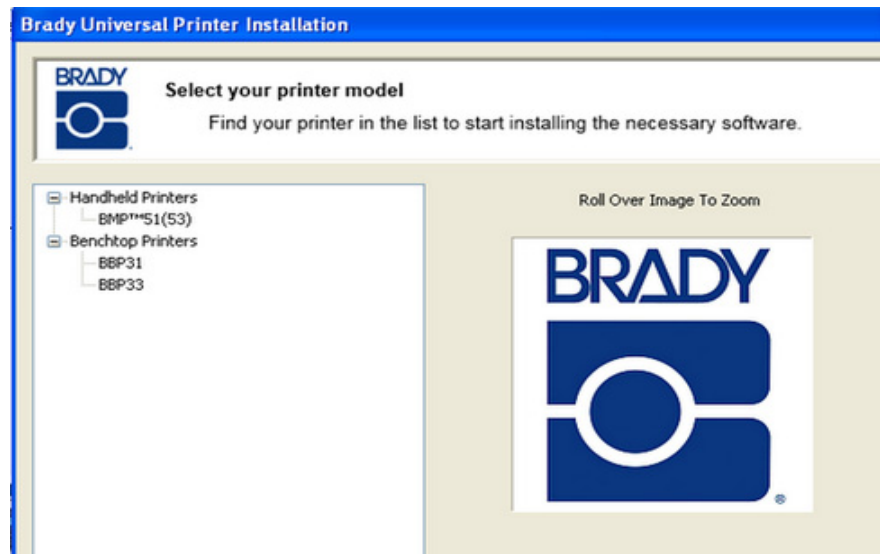 Brady Universal Printer Installation
BRADY
Select your printer model
Find your printer in the list to start installing the necessary software.
Handheld Printers
BMP™51(53)
Benchtop Printers
BBP31
BBP33
Roll Over Image To Zoom
BRADY
®